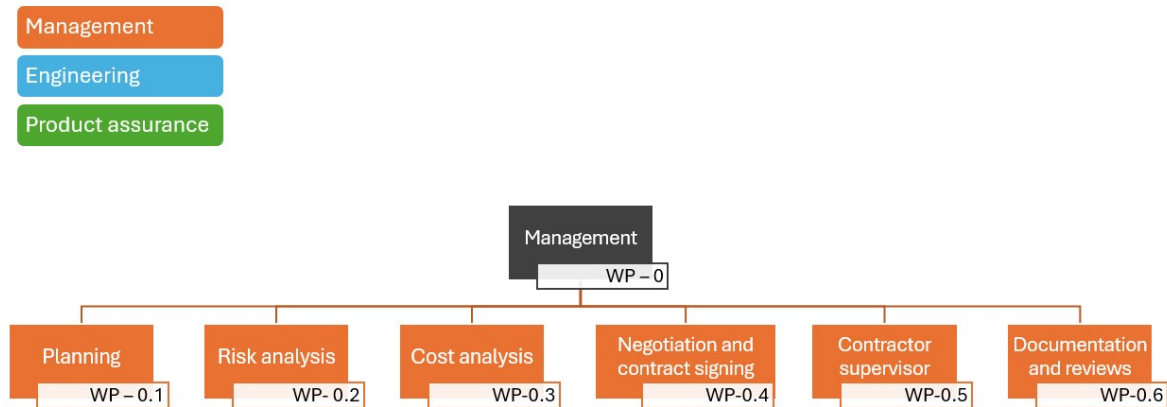 Management
Engineering
Product assurance
Management
WP – 0
Planning
WP – 0.1
Risk analysis
WP- 0.2
Cost analysis
WP-0.3
Negotiation and
contract signing
WP-0.4
Contractor
supervisor
WP-0.5
Documentation
and reviews
WP-0.6